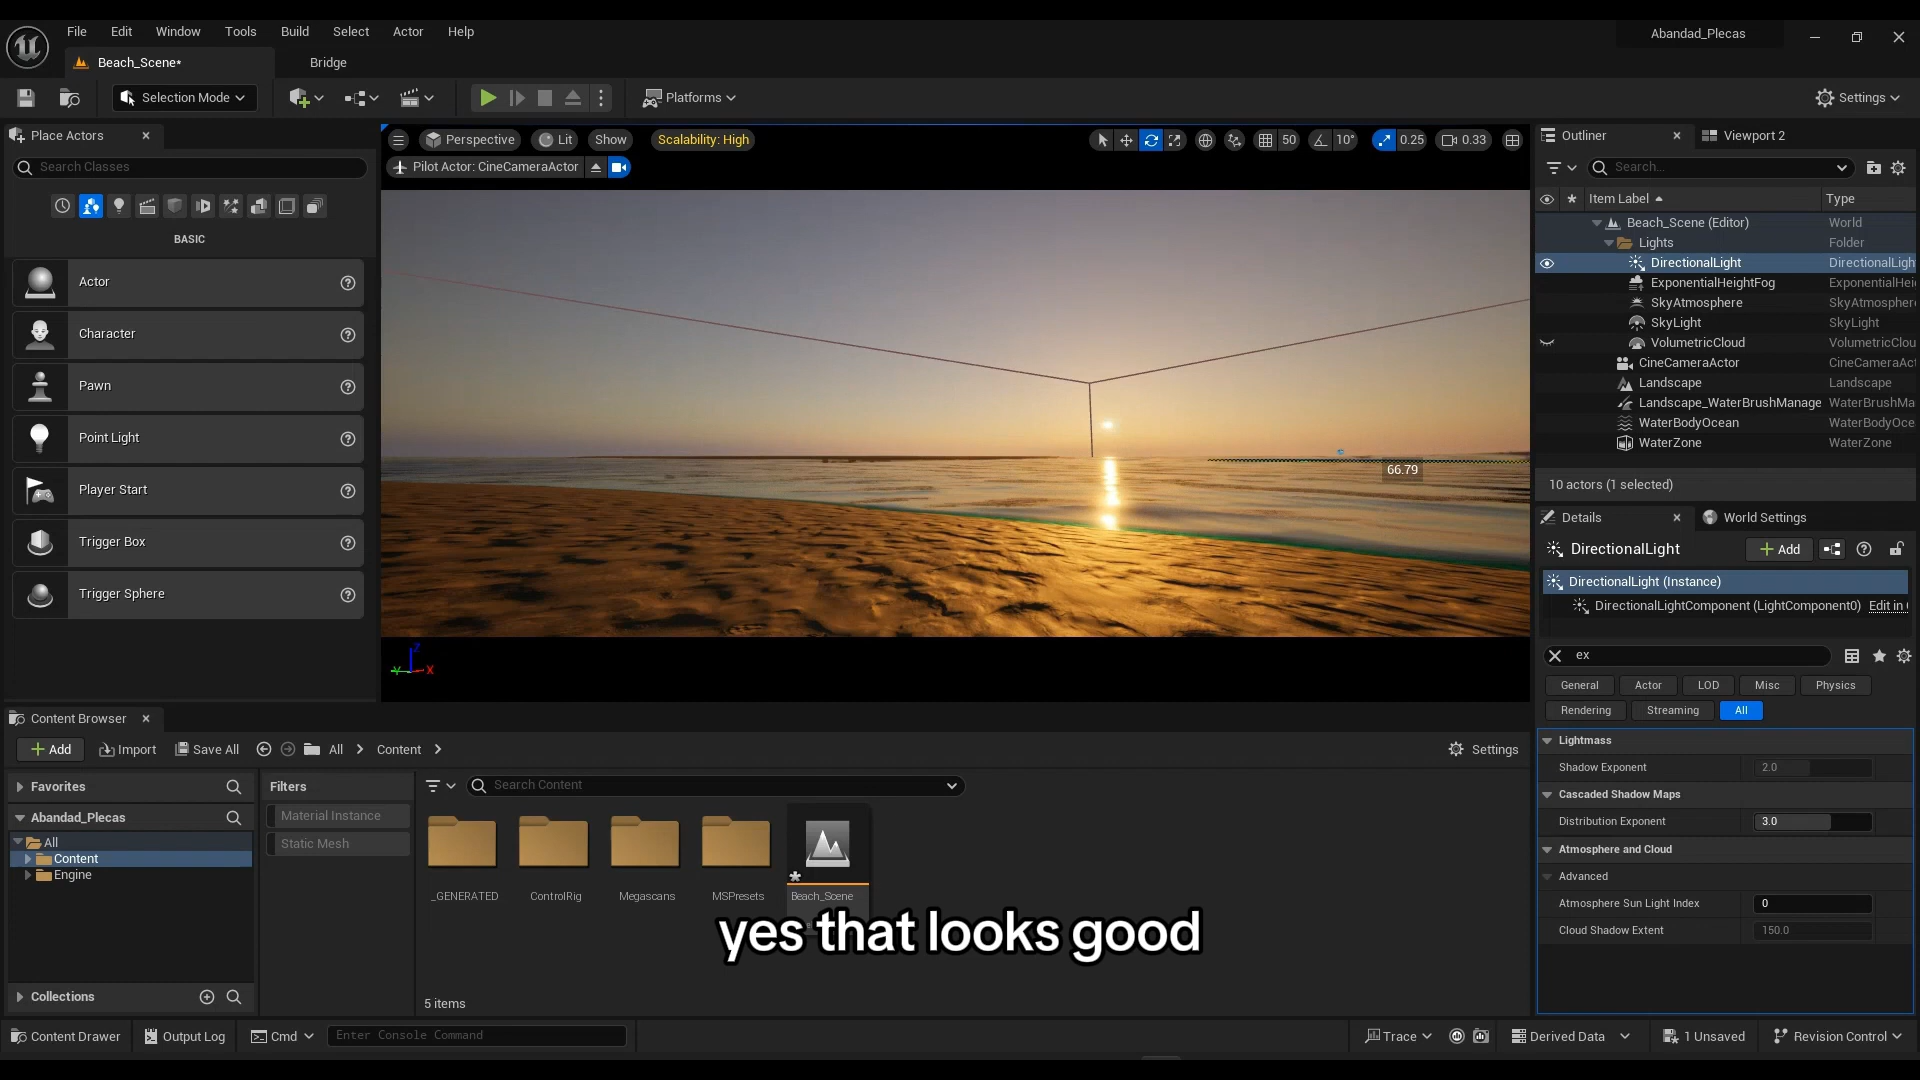 File Edit Window Tools Build Select Actor Help
Abandad_Plecas
Beach_Scene*
Bridge
Selection Mode
Platforms
Settings
Place Actors
Search Classes
BASIC
Actor
Character
Pawn
Point Light
Player Start
Trigger Box
Trigger Sphere
Perspective Lit Show Scalability: High
50 10° 0.25 0.33
Pilot Actor: CineCameraActor
66.79
Z
Y X
Outliner
Viewport 2
Search...
Item Label Type
Beach_Scene (Editor) World
Lights Folder
DirectionalLight DirectionalLigh
ExponentialHeightFog ExponentialHei
SkyAtmosphere SkyAtmosphere
SkyLight SkyLight
VolumetricCloud VolumetricClou
CineCameraActor CineCameraAct
Landscape Landscape
Landscape_WaterBrushManage WaterBrushMa
WaterBodyOcean WaterBodyOce
WaterZone WaterZone
10 actors (1 selected)
Details
World Settings
DirectionalLight
Add
DirectionalLight (Instance)
DirectionalLightComponent (LightComponent0) Edit in
ex
General Actor LOD Misc Physics
Rendering Streaming All
Lightmass
Shadow Exponent 2.0
Cascaded Shadow Maps
Distribution Exponent 3.0
Atmosphere and Cloud
Advanced
Atmosphere Sun Light Index 0
Cloud Shadow Extent 150.0
Content Browser
Add Import Save All All Content
Settings
Favorites
Abandad_Plecas
All
Content
Engine
Collections
Filters
Material Instance
Static Mesh
Search Content
_GENERATED ControlRig Megascans MSPresets Beach_Scene
yes that looks good
5 items
Content Drawer Output Log Cmd Enter Console Command
Trace Derived Data 1 Unsaved Revision Control